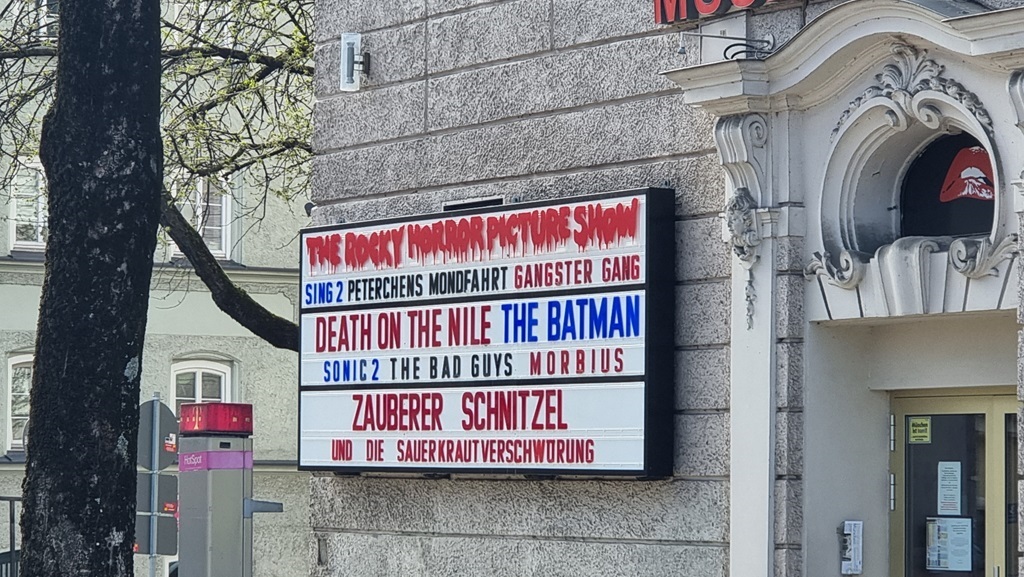 THE ROCKY HORROR PICTURE SHOW
SING 2 PETERCHENS MONDFAHRT GANGSTER GANG
DEATH ON THE NILE THE BATMAN
SONIC 2 THE BAD GUYS MORBIUS
ZAUBERER SCHNITZEL
UND DIE SAUERKRAUTVERSCHWÖRUNG
HotSpot